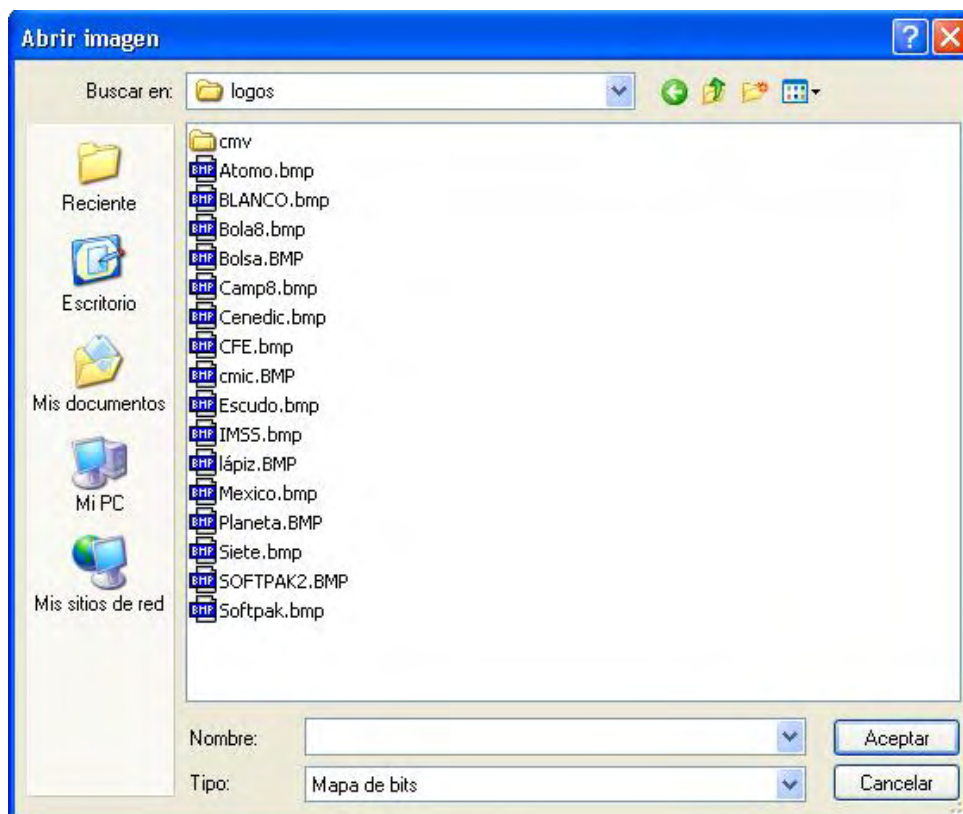 Abrir imagen
Buscar en: logos
cmv
Atomo.bmp
BLANCO.bmp
Bola8.bmp
Bolsa.BMP
Camp8.bmp
Cenedic.bmp
CFE.bmp
cmic.BMP
Escudo.bmp
IMSS.bmp
lápiz.BMP
Mexico.bmp
Planeta.BMP
Siete.bmp
SOFTPAK2.BMP
Softpak.bmp
Reciente
Escritorio
Mis documentos
Mi PC
Mis sitios de red
Nombre:
Aceptar
Tipo: Mapa de bits
Cancelar